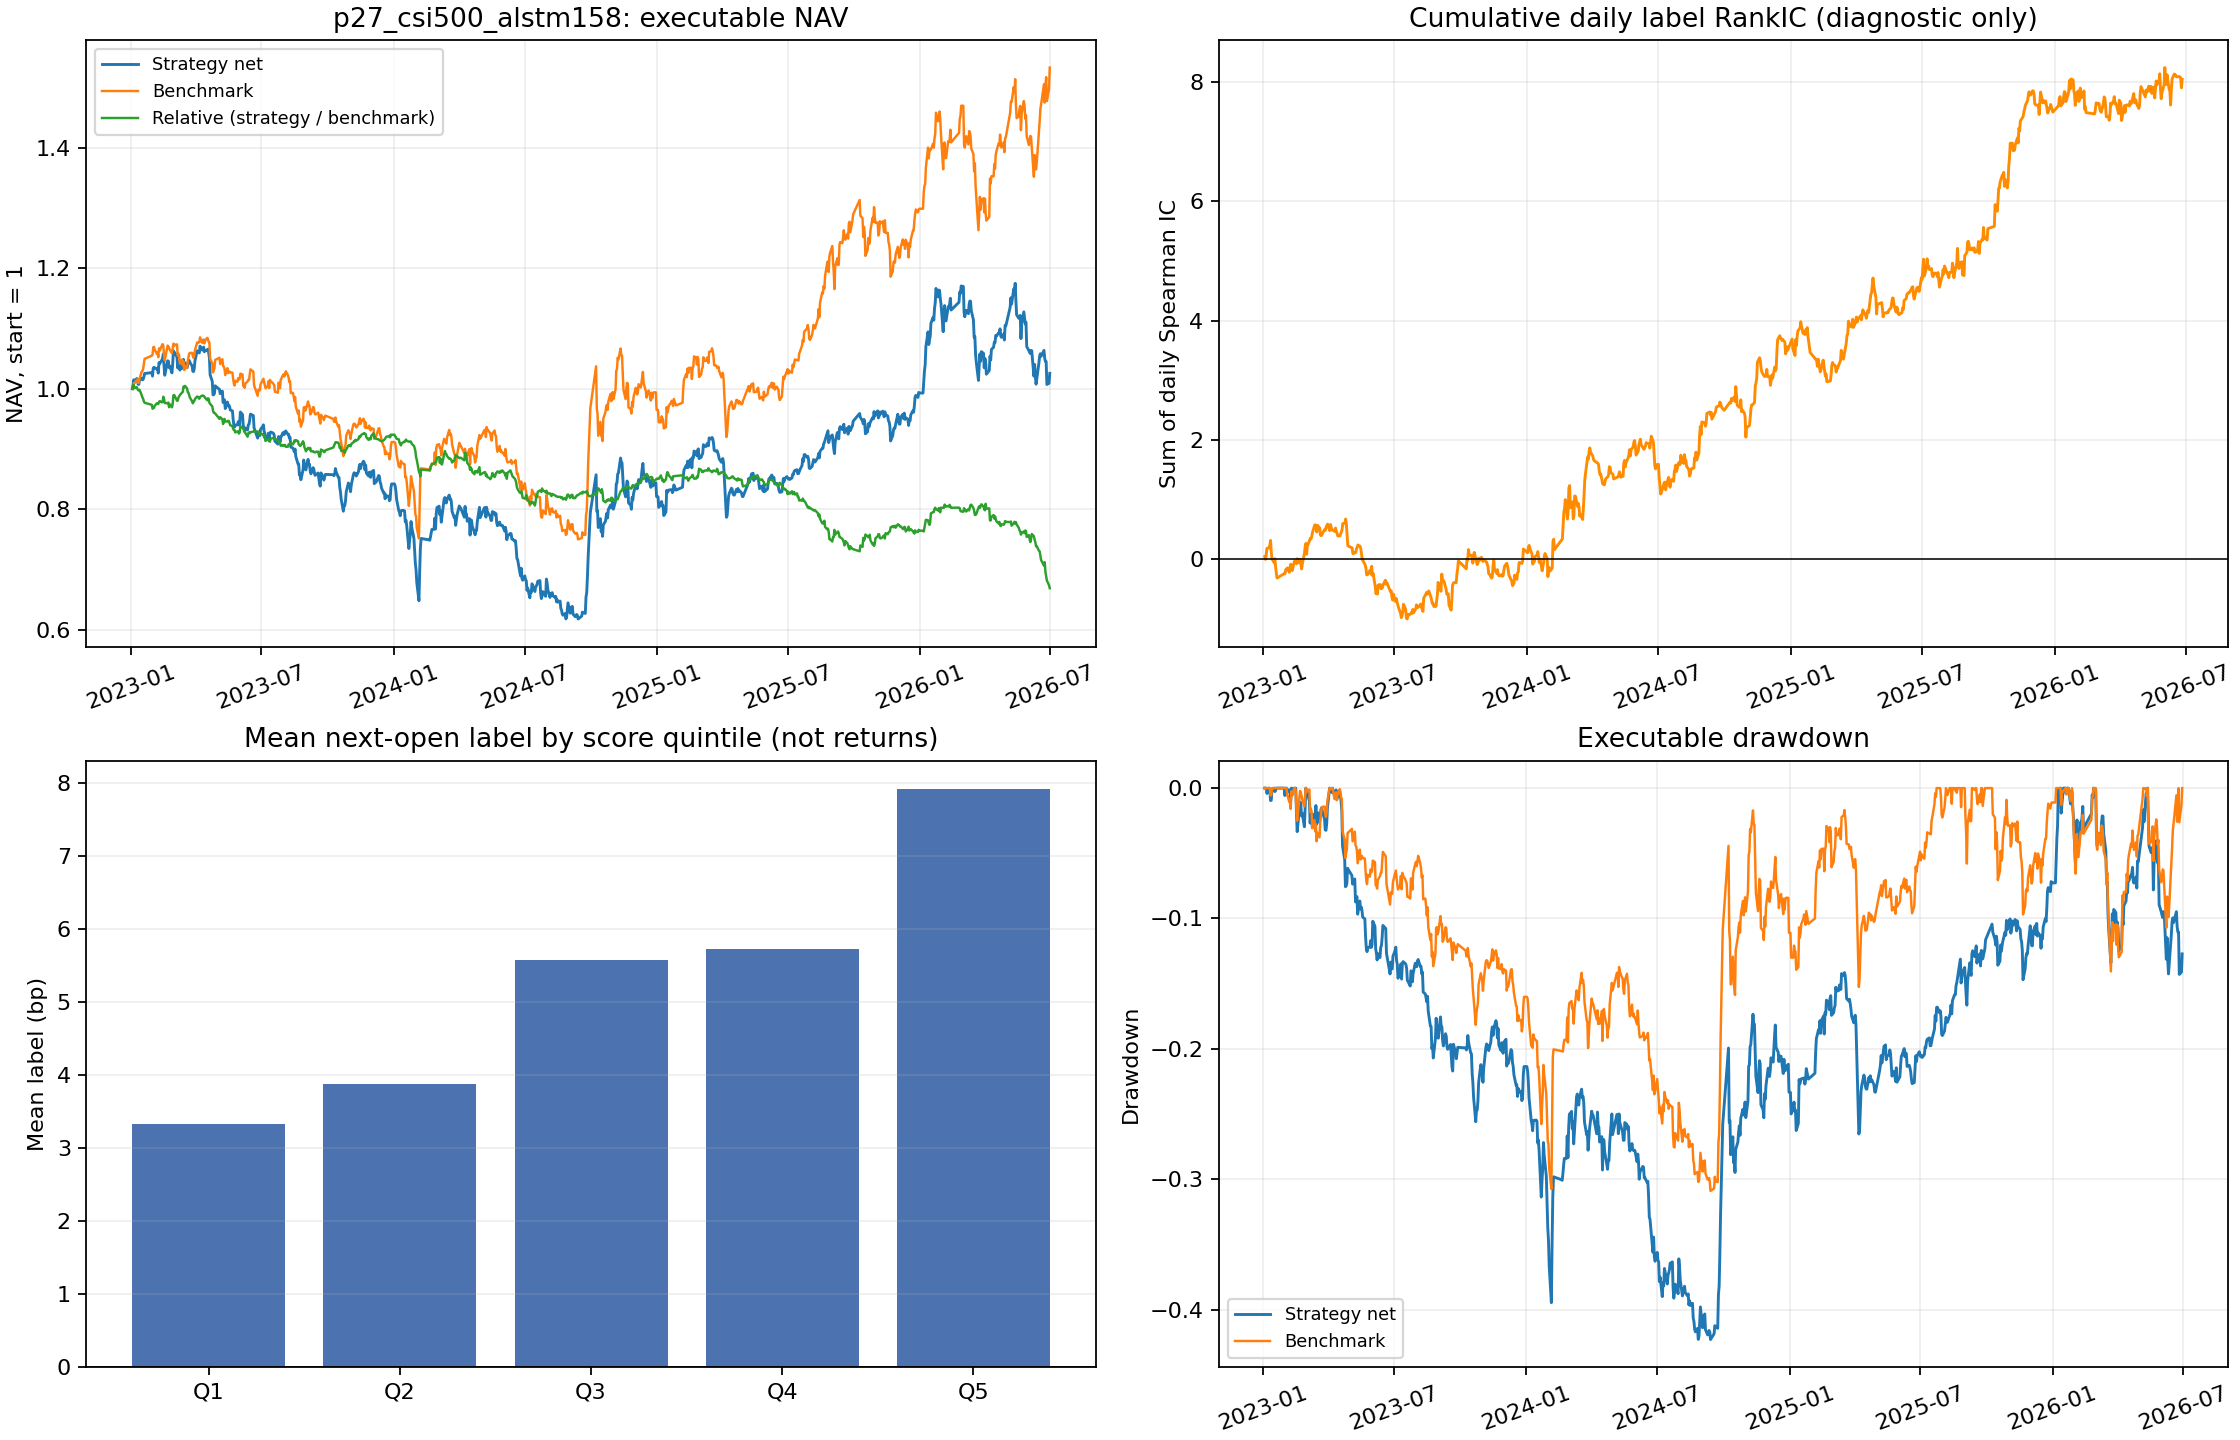 p27_csi500_alstm158: executable NAV
Strategy net
Benchmark
Relative (strategy / benchmark)
NAV, start = 1
1.4
1.2
1.0
0.8
0.6
2023-01
2023-07
2024-01
2024-07
2025-01
2025-07
2026-01
2026-07
Cumulative daily label RankIC (diagnostic only)
Sum of daily Spearman IC
8
6
4
2
0
2023-01
2023-07
2024-01
2024-07
2025-01
2025-07
2026-01
2026-07
Mean next-open label by score quintile (not returns)
Mean label (bp)
8
7
6
5
4
3
2
1
0
Q1
Q2
Q3
Q4
Q5
Executable drawdown
Drawdown
0.0
−0.1
−0.2
−0.3
−0.4
Strategy net
Benchmark
2023-01
2023-07
2024-01
2024-07
2025-01
2025-07
2026-01
2026-07